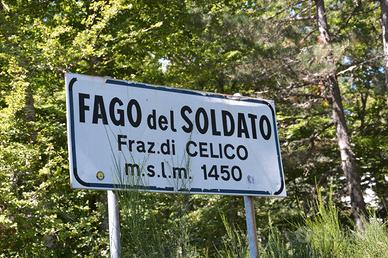 FAGO del SOLDATO
Fraz. di CELICO
m.s.l.m. 1450